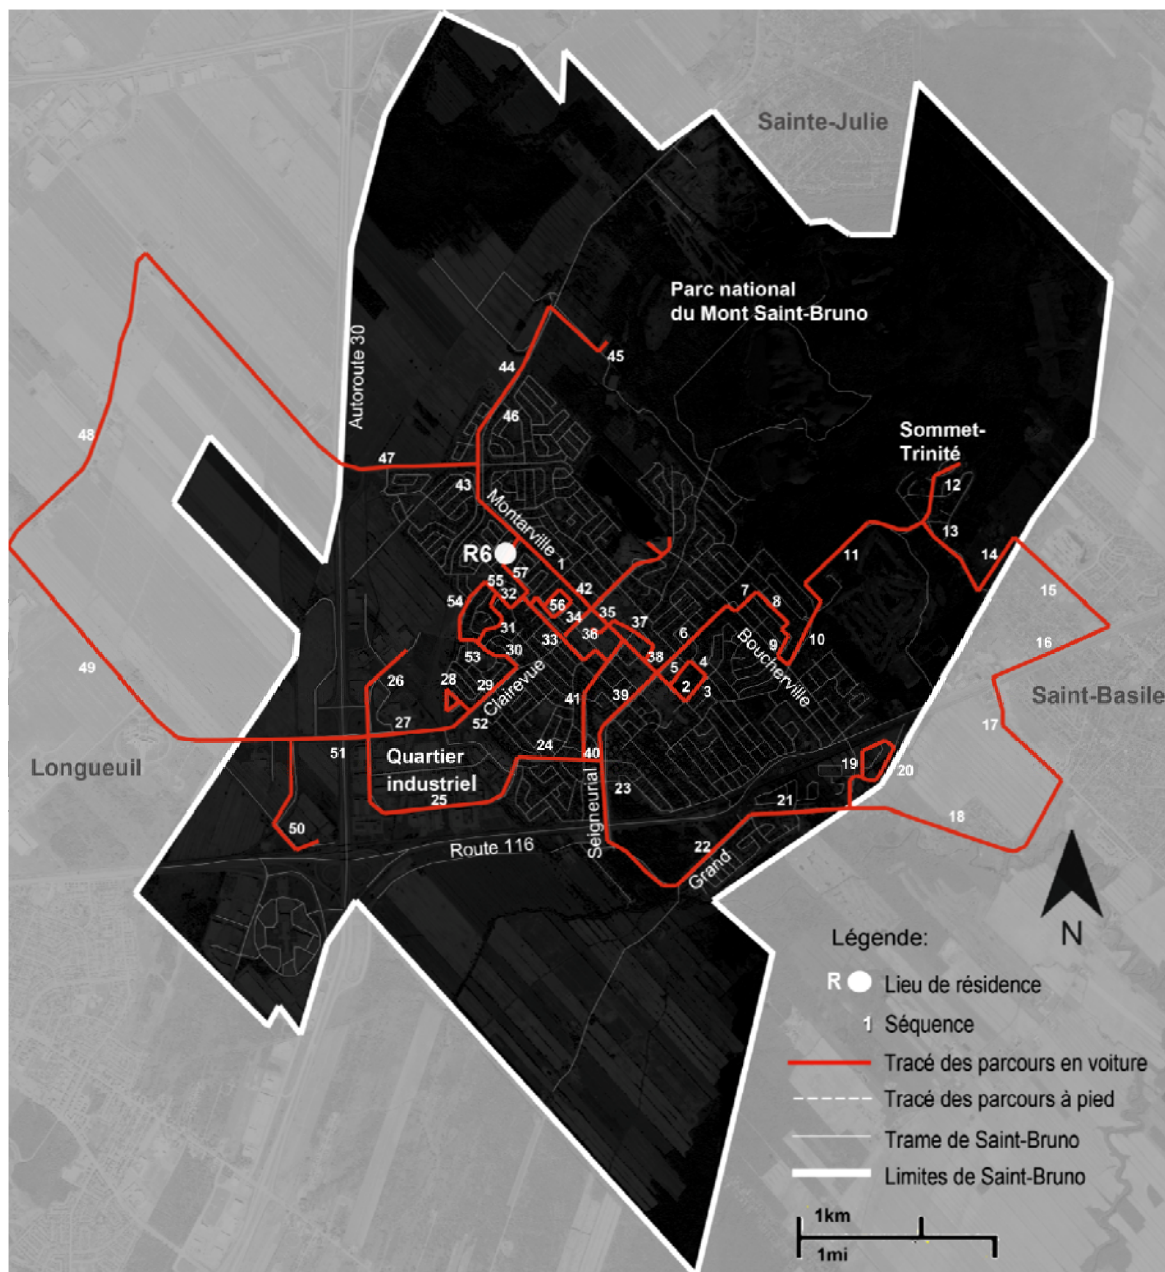 Sainte-Julie
Parc national
du Mont Saint-Bruno
Autoroute 30
45
44
46
Sommet-
Trinité
48
47
43
12
13
Montarville
R6
1
11
14
57
55
32
42
15
54
56
34
35
37
7
8
31
33
36
6
10
16
53
30
38
9
Boucherville
49
26
28
29
Clairevue
41
39
5
4
2
3
Saint-Basile
27
52
17
51
24
40
Longueuil
Quartier
industriel
19
20
25
Seigneurial
23
21
50
18
Route 116
22
Grand
N
Légende:
R Lieu de résidence
1 Séquence
Tracé des parcours en voiture
Tracé des parcours à pied
Trame de Saint-Bruno
Limites de Saint-Bruno
1km
1mi